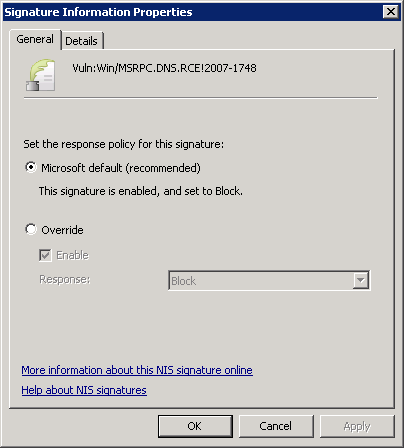 Signature Information Properties
General
Details
Vuln:Win/MSRPC.DNS.RCE!2007-1748
Set the response policy for this signature:
Microsoft default (recommended)
This signature is enabled, and set to Block.
Override
Enable
Response:
Block
More information about this NIS signature online
Help about NIS signatures
OK
Cancel
Apply